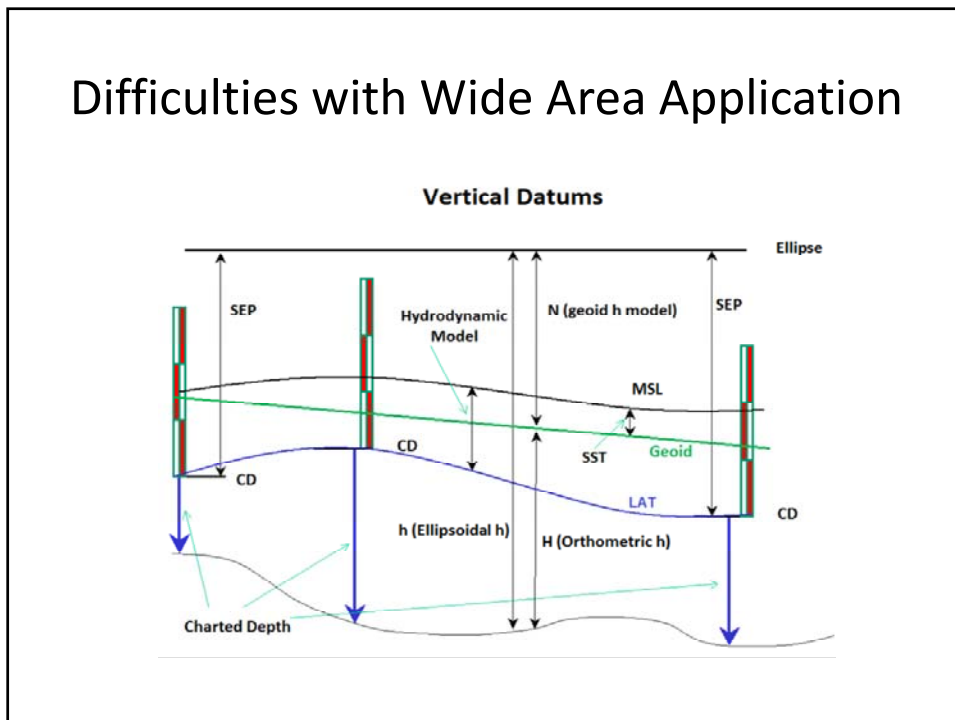 Difficulties with Wide Area Application
Vertical Datums
Ellipse
SEP
Hydrodynamic
Model
N (geoid h model)
SEP
MSL
SST
Geoid
CD
CD
LAT
CD
h (Ellipsoidal h)
H (Orthometric h)
Charted Depth